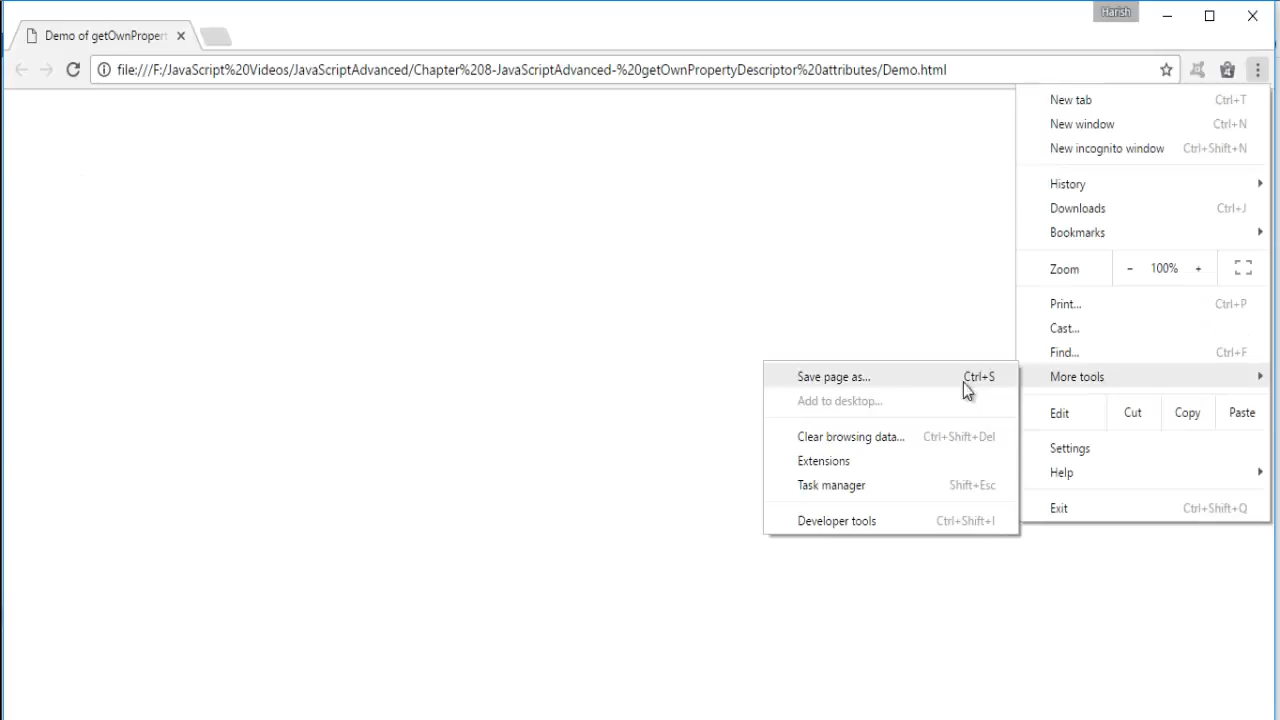 Harish
Demo of getOwnPropert
file:///F:/JavaScript%20Videos/JavaScriptAdvanced/Chapter%208-JavaScriptAdvanced-%20getOwnPropertyDescriptor%20attributes/Demo.html
New tab Ctrl+T
New window Ctrl+N
New incognito window Ctrl+Shift+N
History
Downloads Ctrl+J
Bookmarks
Zoom - 100% +
Print... Ctrl+P
Cast...
Find... Ctrl+F
More tools
Edit Cut Copy Paste
Settings
Help
Exit Ctrl+Shift+Q
Save page as... Ctrl+S
Add to desktop...
Clear browsing data... Ctrl+Shift+Del
Extensions
Task manager Shift+Esc
Developer tools Ctrl+Shift+I